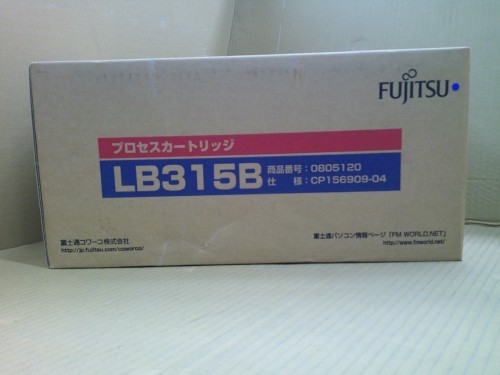 FUJITSU
プロセスカートリッジ
LB315B
商品番号:0805120
仕様:CP156909-04
富士通コワーコ株式会社
http://jp.fujitsu.com/coworco/
富士通パソコン情報ページ「FM WORLD.NET」
http://www.fmworld.net/